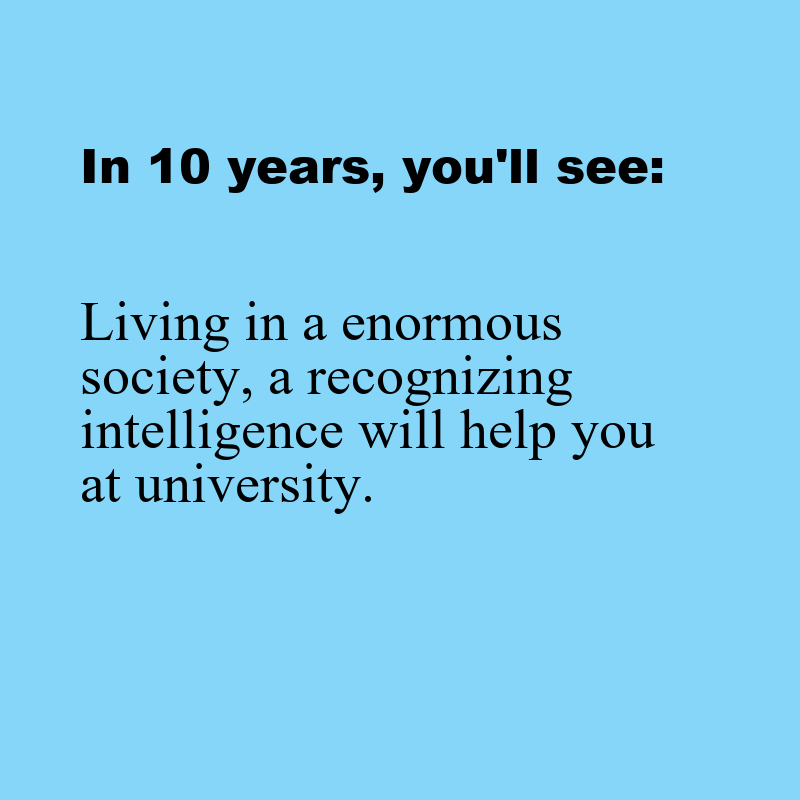 In 10 years, you'll see:
Living in a enormous
society, a recognizing
intelligence will help you
at university.